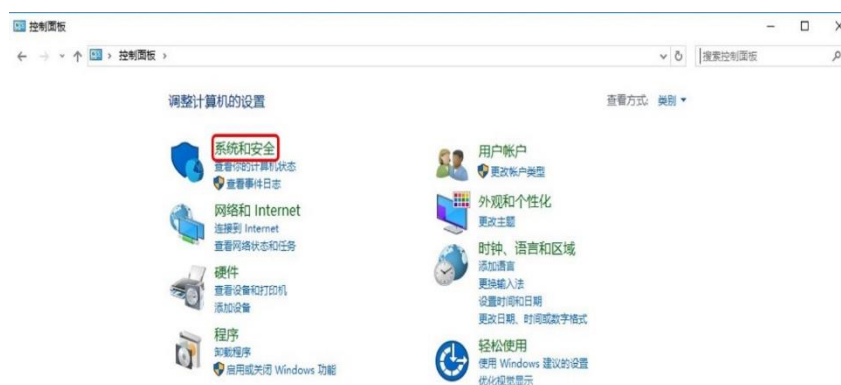 控制面板
控制面板
搜索控制面板
调整计算机的设置
查看方式: 类别
系统和安全
查看你的计算机状态
查看事件日志
网络和 Internet
连接到 Internet
查看网络状态和任务
硬件
查看设备和打印机
添加设备
程序
卸载程序
启用或关闭 Windows 功能
用户帐户
更改帐户类型
外观和个性化
更改主题
时钟、语言和区域
添加语言
更换输入法
设置时间和日期
更改日期、时间或数字格式
轻松使用
使用 Windows 建议的设置
优化视觉显示